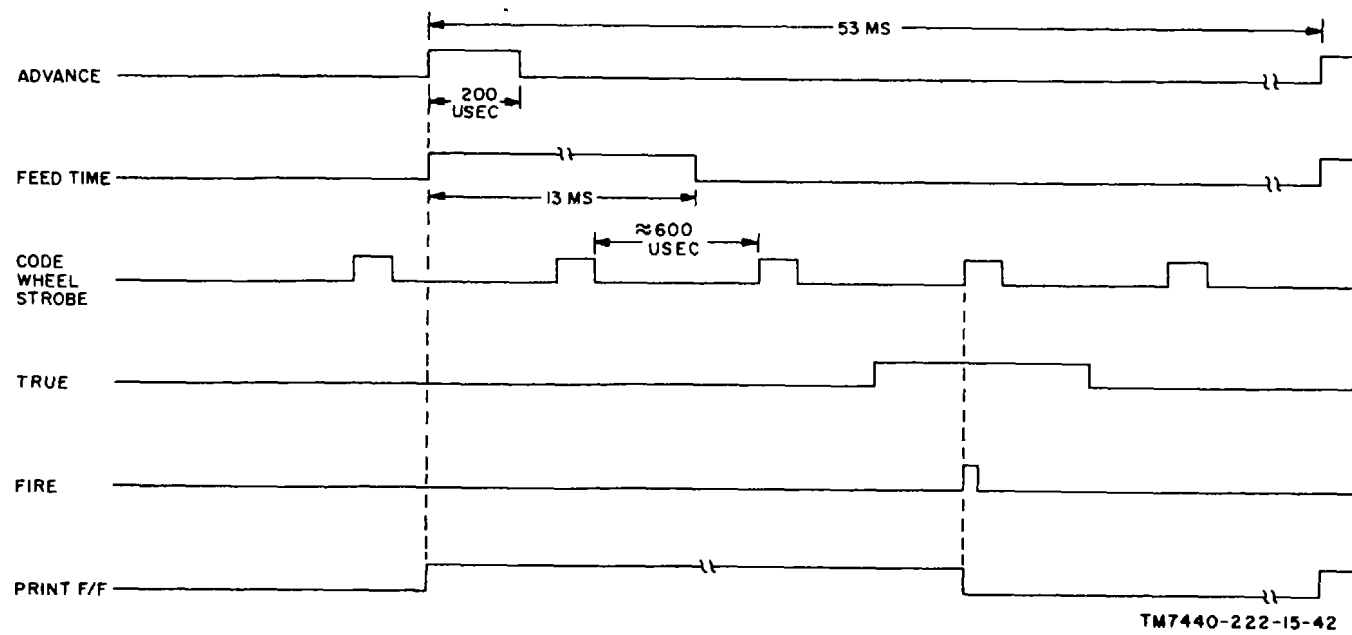 53 MS
ADVANCE
200
USEC
FEED TIME
13 MS
≈600
USEC
CODE
WHEEL
STROBE
TRUE
FIRE
PRINT F/F
TM7440-222-15-42